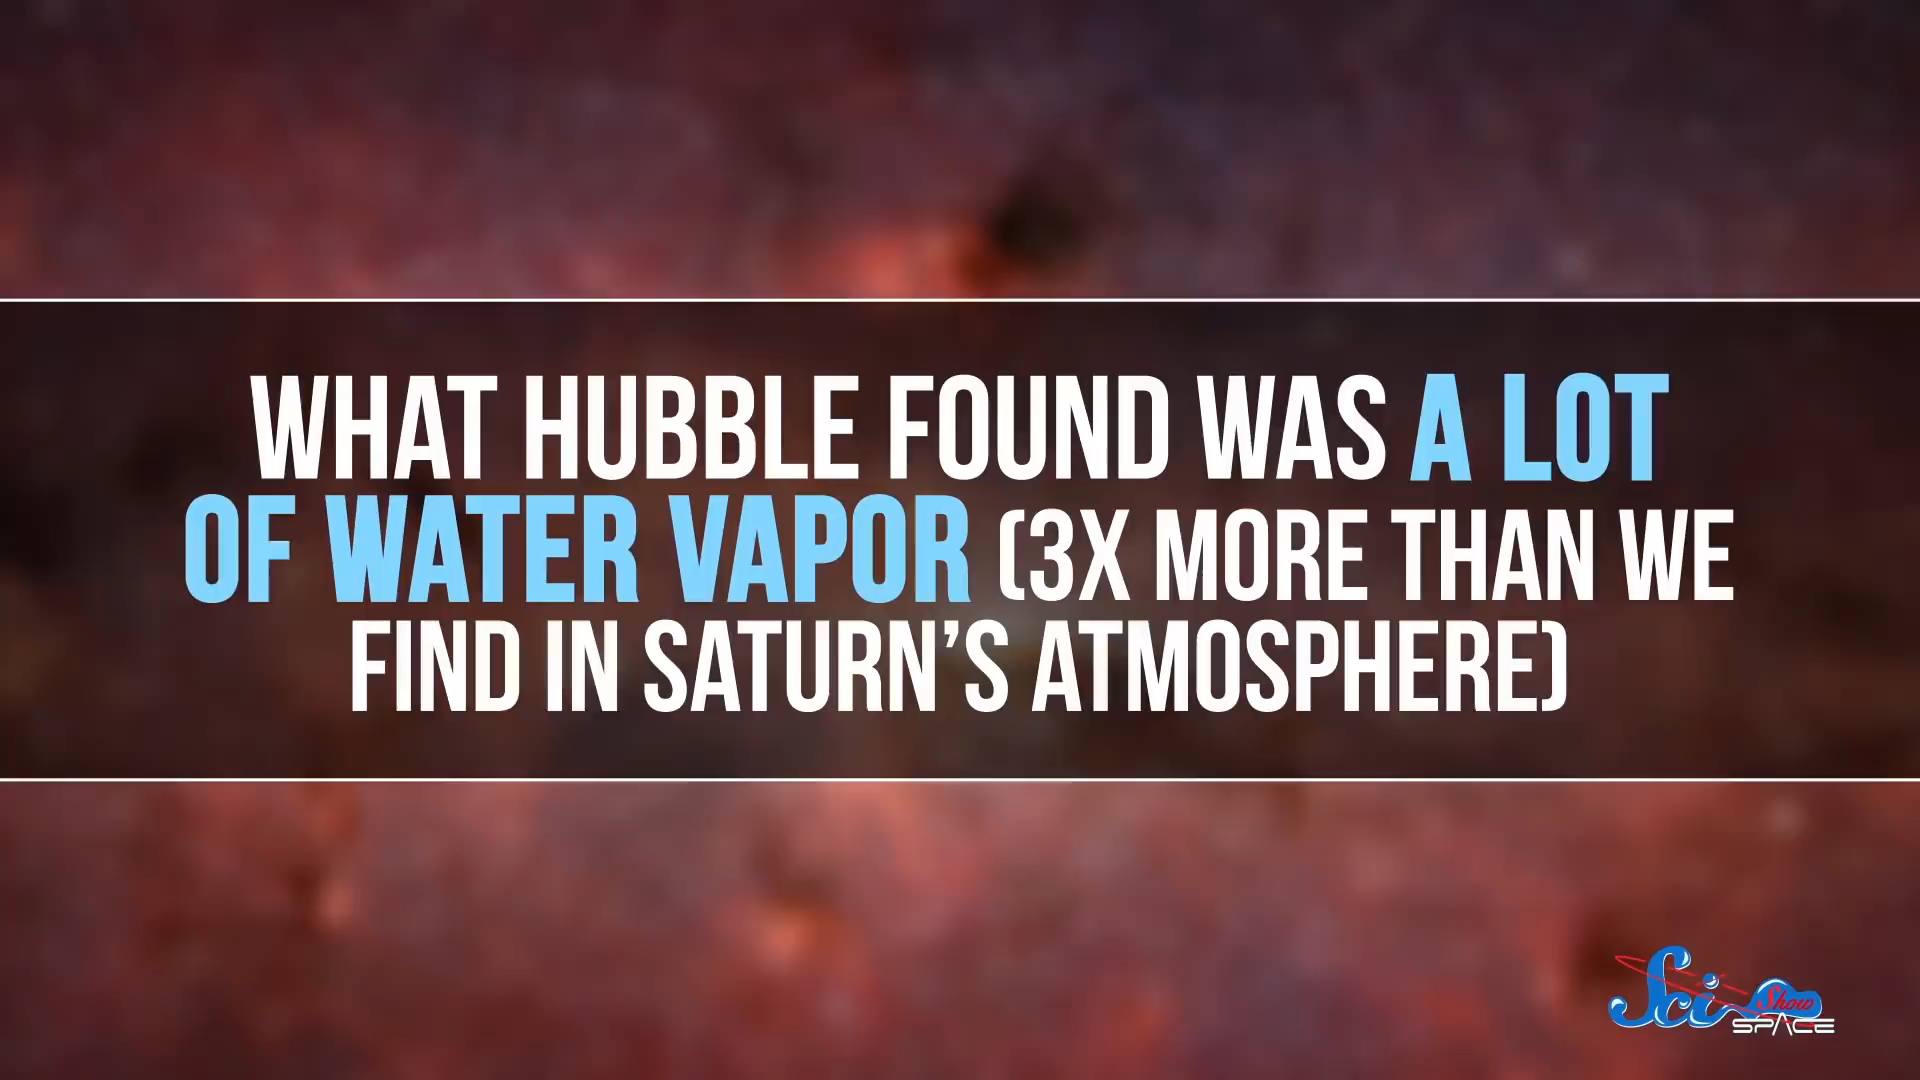 WHAT HUBBLE FOUND WAS A LOT
OF WATER VAPOR (3X MORE THAN WE
FIND IN SATURN’S ATMOSPHERE)
Sci Show
SPACE